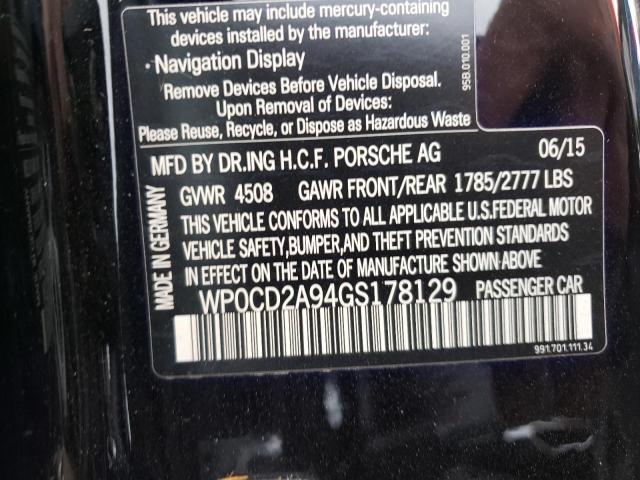 This vehicle may include mercury-containing
devices installed by the manufacturer:
· Navigation Display
Remove Devices Before Vehicle Disposal.
Upon Removal of Devices:
Please Reuse, Recycle, or Dispose as Hazardous Waste
95B.010.001
MFD BY DR.ING H.C.F. PORSCHE AG 06/15
GVWR 4508 GAWR FRONT/REAR 1785/2777 LBS
THIS VEHICLE CONFORMS TO ALL APPLICABLE U.S.FEDERAL MOTOR
VEHICLE SAFETY,BUMPER,AND THEFT PREVENTION STANDARDS
IN EFFECT ON THE DATE OF MANUFACTURE SHOWN ABOVE
MADE IN GERMANY
WP0CD2A94GS178129 PASSENGER CAR
991.701.111.34